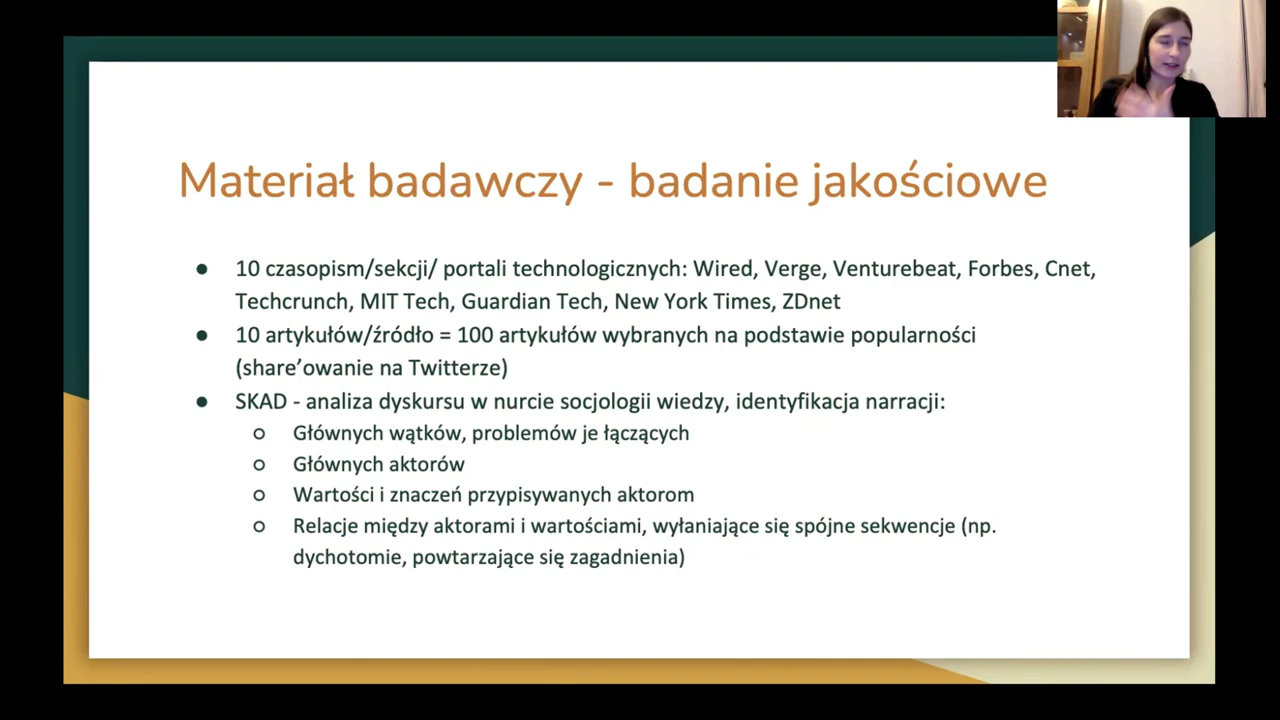 Materiał badawczy - badanie jakościowe
● 10 czasopism/sekcji/ portali technologicznych: Wired, Verge, Venturebeat, Forbes, Cnet,
Techcrunch, MIT Tech, Guardian Tech, New York Times, ZDnet
● 10 artykułów/źródło = 100 artykułów wybranych na podstawie popularności
(share’owanie na Twitterze)
● SKAD - analiza dyskursu w nurcie socjologii wiedzy, identyfikacja narracji:
○ Głównych wątków, problemów je łączących
○ Głównych aktorów
○ Wartości i znaczeń przypisywanych aktorom
○ Relacje między aktorami i wartościami, wyłaniające się spójne sekwencje (np.
dychotomie, powtarzające się zagadnienia)